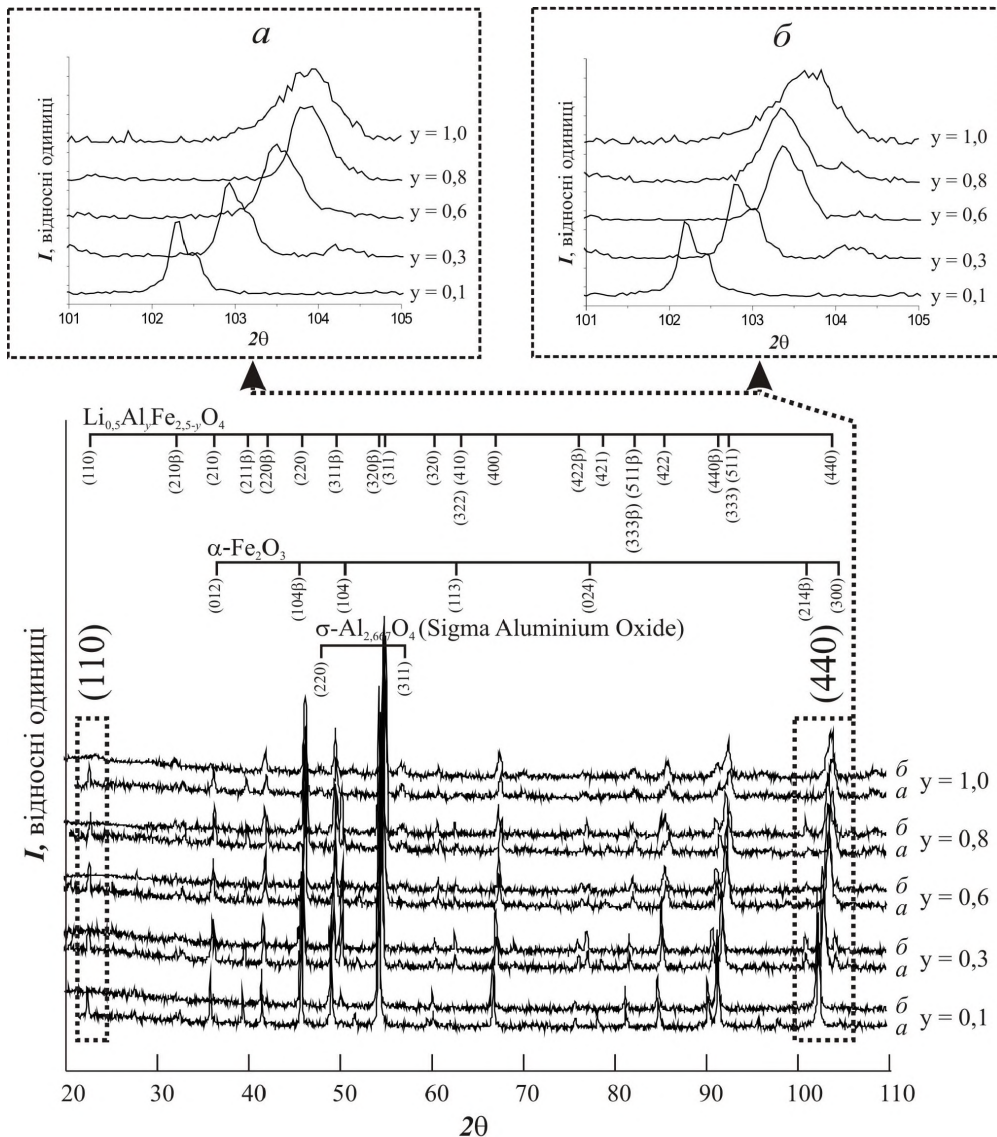 а
I, відносні одиниці
y = 1,0
y = 0,8
y = 0,6
y = 0,3
y = 0,1
101 102 103 104 105
2θ
б
I, відносні одиниці
y = 1,0
y = 0,8
y = 0,6
y = 0,3
y = 0,1
101 102 103 104 105
2θ
Li0,5AlyFe2,5-yO4
(110) (210β) (210) (211β) (220β) (220) (311β) (320β) (311) (320) (322) (410) (400) (422β) (421) (333β) (511β) (422) (440β) (333) (511) (440)
α-Fe2O3
(012) (104β) (104) (113) (024) (214β) (300)
σ-Al2,667O4 (Sigma Aluminium Oxide)
(220) (311)
(110)
(440)
I, відносні одиниці
б
а y = 1,0
б
а y = 0,8
б
а y = 0,6
б
а y = 0,3
б
а y = 0,1
20 30 40 50 60 70 80 90 100 110
2θ